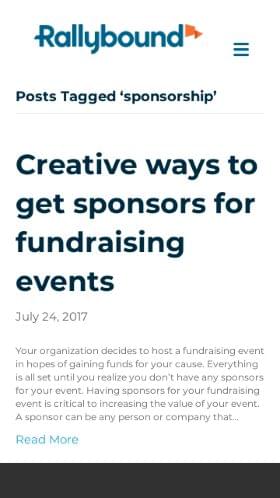 Rallybound
Posts Tagged ‘sponsorship’
Creative ways to
get sponsors for
fundraising
events
July 24, 2017
Your organization decides to host a fundraising event
in hopes of gaining funds for your cause. Everything
is all set until you realize you don’t have any sponsors
for your event. Having sponsors for your fundraising
event is critical to increasing the value of your event.
A sponsor can be any person or company that...
Read More